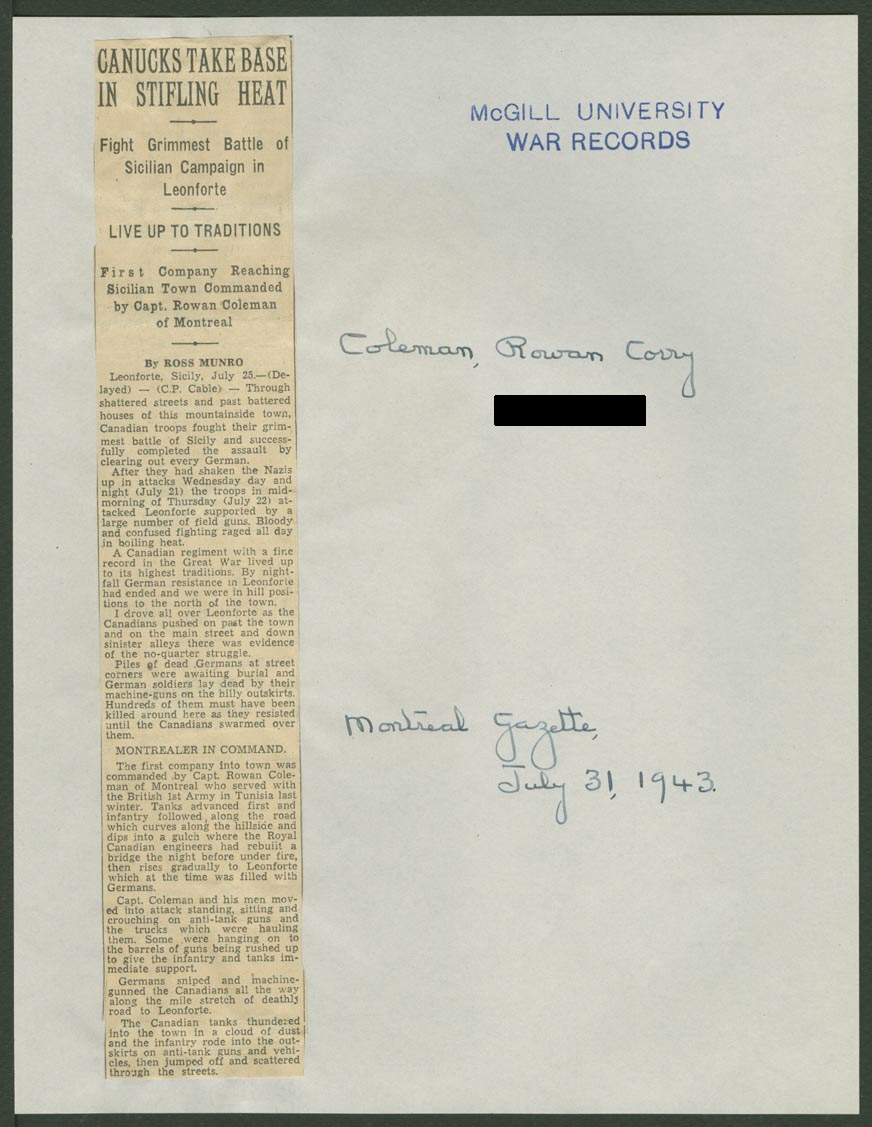 CANUCKS TAKE BASE
IN STIFLING HEAT
Fight Grimmest Battle of
Sicilian Campaign in
Leonforte
LIVE UP TO TRADITIONS
First Company Reaching
Sicilian Town Commanded
by Capt. Rowan Coleman
of Montreal
By ROSS MUNRO
Leonforte, Sicily, July 25.—(De-
layed) — (C.P. Cable) — Through
shattered streets and past battered
houses of this mountainside town,
Canadian troops fought their grim-
mest battle of Sicily and success-
fully completed the assault by
clearing out every German.
After they had shaken the Nazis
up in attacks Wednesday day and
night (July 21) the troops in mid-
morning of Thursday (July 22) at-
tacked Leonforte supported by a
large number of field guns. Bloody
and confused fighting raged all day
in boiling heat.
A Canadian regiment with a fine
record in the Great War lived up
to its highest traditions. By night-
fall German resistance in Leonforte
had ended and we were in hill posi-
tions to the north of the town.
I drove all over Leonforte as the
Canadians pushed on past the town
and on the main street and down
sinister alleys there was evidence
of the no-quarter struggle.
Piles of dead Germans at street
corners were awaiting burial and
German soldiers lay dead by their
machine-guns on the hilly outskirts.
Hundreds of them must have been
killed around here as they resisted
until the Canadians swarmed over
them.
MONTREALER IN COMMAND.
The first company into town was
commanded by Capt. Rowan Cole-
man of Montreal who served with
the British 1st Army in Tunisia last
winter. Tanks advanced first and
infantry followed along the road
which curves along the hillside and
dips into a gulch where the Royal
Canadian engineers had rebuilt a
bridge the night before under fire,
then rises gradually to Leonforte
which at the time was filled with
Germans.
Capt. Coleman and his men mov-
ed into attack standing, sitting and
crouching on anti-tank guns and
the trucks which were hauling
them. Some were hanging on to
the barrels of guns being rushed up
to give the infantry and tanks im-
mediate support.
Germans sniped and machine-
gunned the Canadians all the way
along the mile stretch of deathly
road to Leonforte.
The Canadian tanks thundered
into the town in a cloud of dust
and the infantry rode into the out-
skirts on anti-tank guns and vehi-
cles, then jumped off and scattered
through the streets.
McGILL UNIVERSITY
WAR RECORDS
Coleman, Rowan Corry
Montreal Gazette,
July 31, 1943.